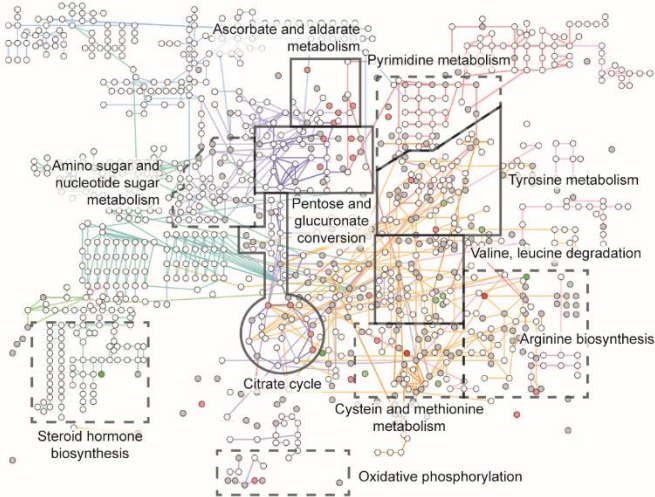 Ascorbate and aldarate
metabolism
Pyrimidine metabolism
Amino sugar and
nucleotide sugar
metabolism
Tyrosine metabolism
Pentose and
glucuronate
conversion
Valine, leucine degradation
Arginine biosynthesis
Citrate cycle
Cystein and methionine
metabolism
Steroid hormone
biosynthesis
Oxidative phosphorylation